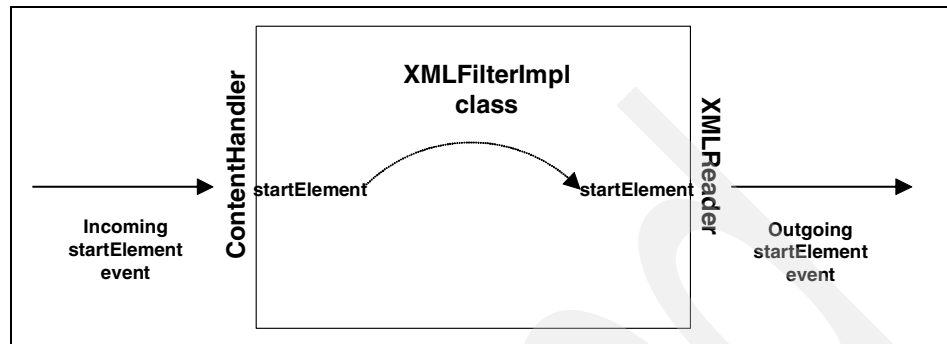 XMLFilterImpl
class
ContentHandler
XMLReader
startElement
startElement
Incoming
startElement
event
Outgoing
startElement
event